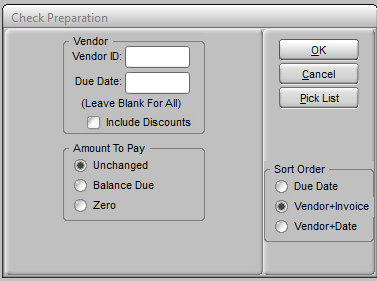 Check Preparation
Vendor
Vendor ID:
Due Date:
(Leave Blank For All)
Include Discounts
Amount To Pay
Unchanged
Balance Due
Zero
OK
Cancel
Pick List
Sort Order
Due Date
Vendor+Invoice
Vendor+Date